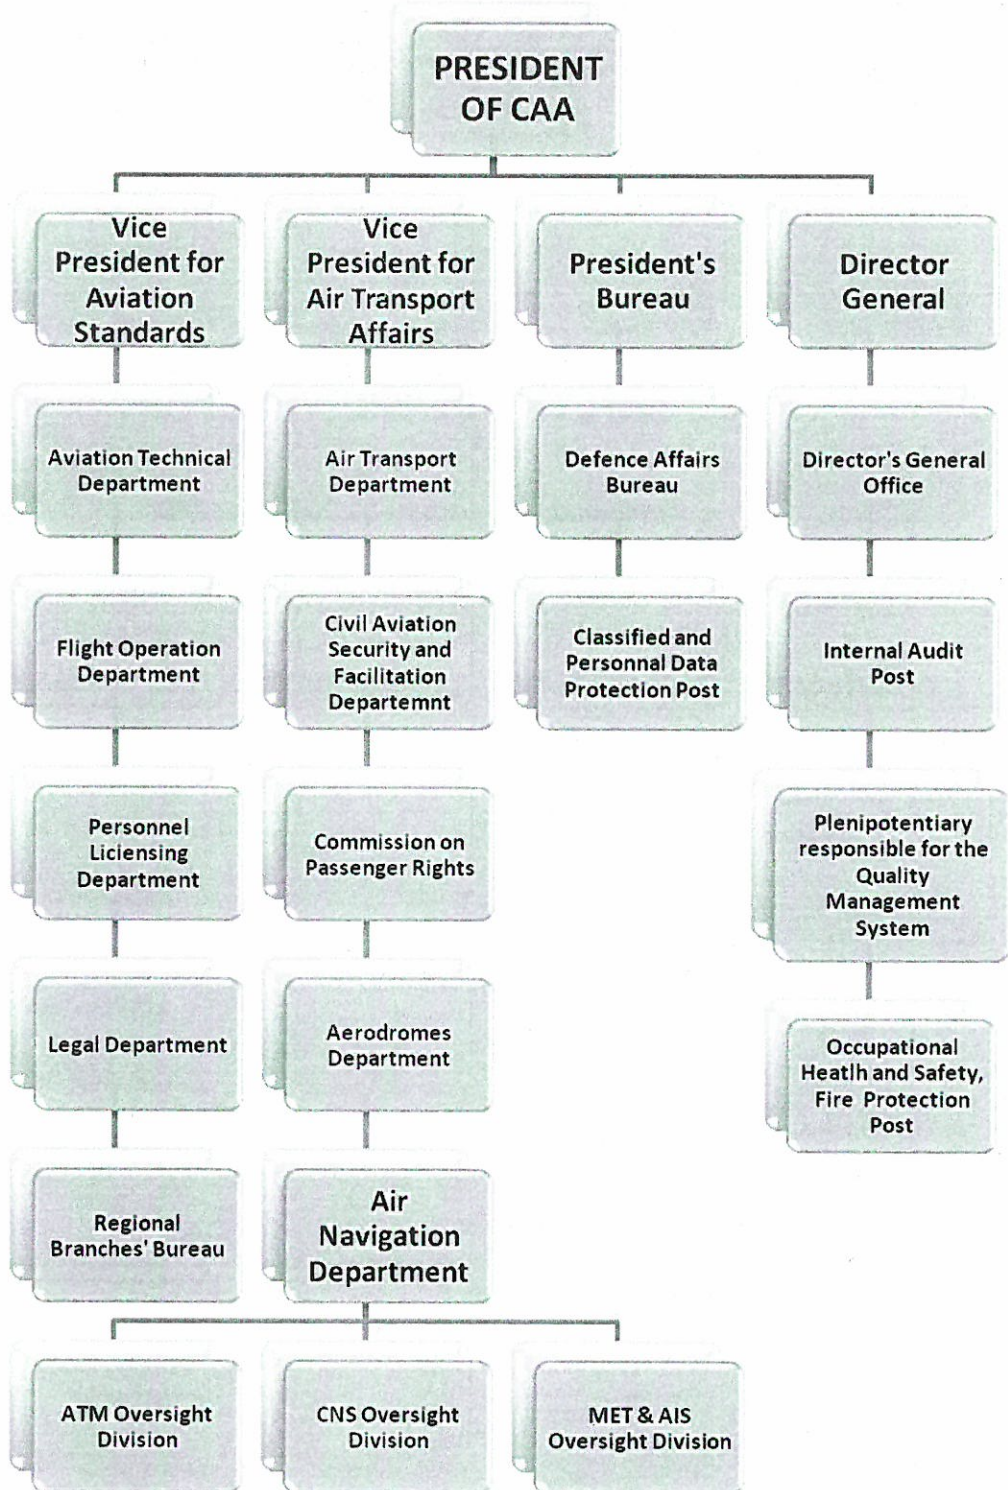 PRESIDENT
OF CAA
Vice
President for
Aviation
Standards
Vice
President for
Air Transport
Affairs
President's
Bureau
Director
General
Aviation Technical
Department
Air Transport
Department
Defence Affairs
Bureau
Director's General
Office
Flight Operation
Department
Civil Aviation
Security and
Facilitation
Departemnt
Classified and
Personnal Data
Protection Post
Internal Audit
Post
Personnel
Liciensing
Department
Commission on
Passenger Rights
Plenipotentiary
responsible for the
Quality
Management
System
Legal Department
Aerodromes
Department
Occupational
Heatlh and Safety,
Fire Protection
Post
Regional
Branches' Bureau
Air
Navigation
Department
ATM Oversight
Division
CNS Oversight
Division
MET & AIS
Oversight Division